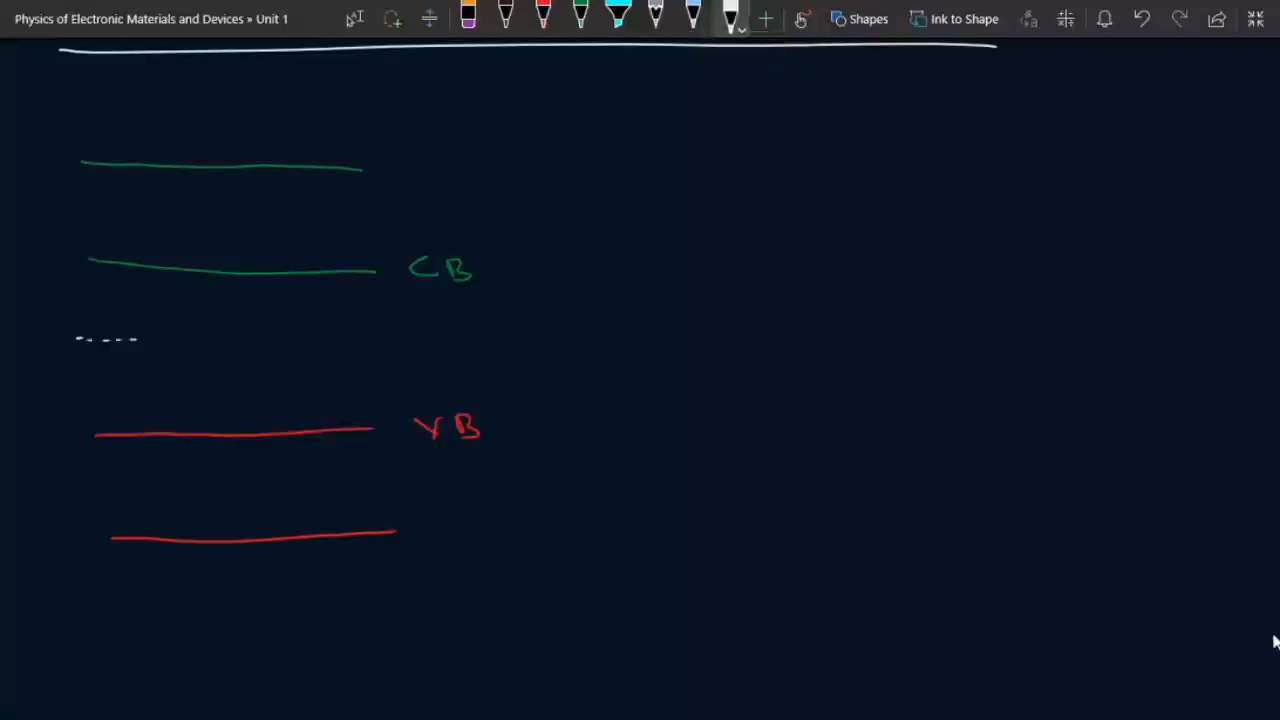 Physics of Electronic Materials and Devices » Unit 1
Shapes
Ink to Shape
CB
VB